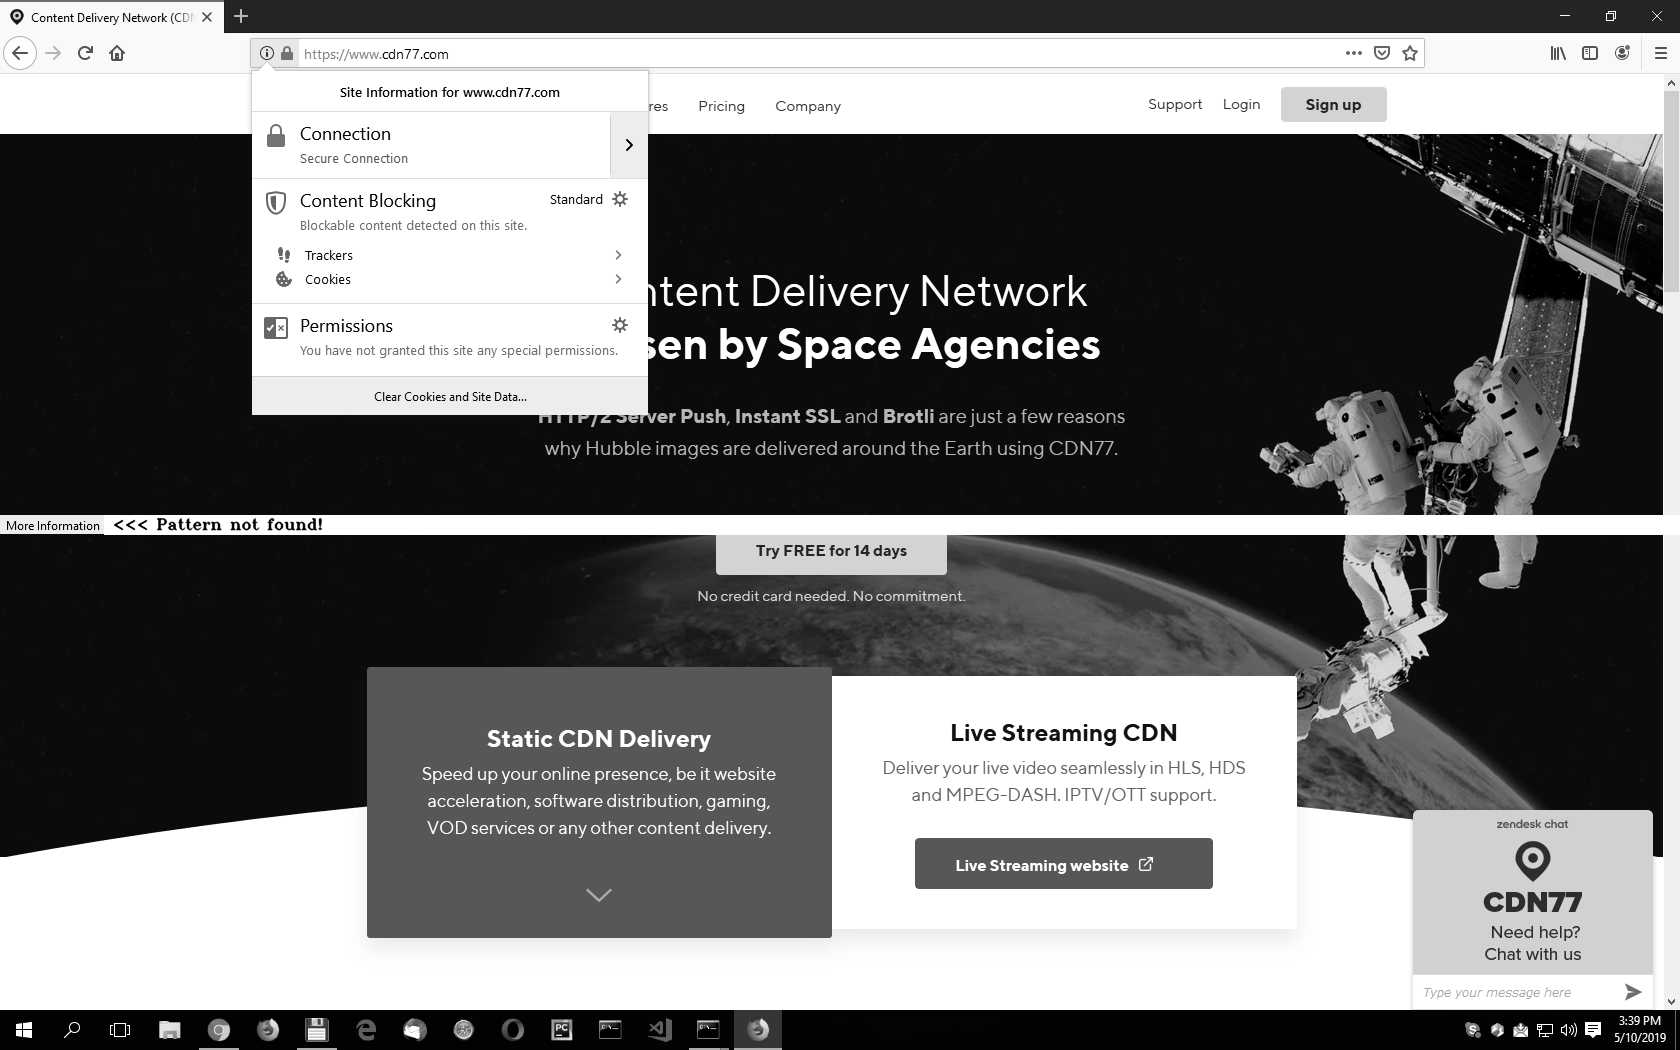 Content Delivery Network (CDN
https://www.cdn77.com
Site Information for www.cdn77.com
Connection
Secure Connection
Content Blocking
Standard
Blockable content detected on this site.
Trackers
Cookies
Permissions
You have not granted this site any special permissions.
Clear Cookies and Site Data...
res Pricing Company
Support Login Sign up
ntent Delivery Network
sen by Space Agencies
HTTP/2 Server Push, Instant SSL and Brotli are just a few reasons
why Hubble images are delivered around the Earth using CDN77.
More Information <<< Pattern not found!
Try FREE for 14 days
No credit card needed. No commitment.
Static CDN Delivery
Speed up your online presence, be it website
acceleration, software distribution, gaming,
VOD services or any other content delivery.
Live Streaming CDN
Deliver your live video seamlessly in HLS, HDS
and MPEG-DASH. IPTV/OTT support.
Live Streaming website
zendesk chat
CDN77
Need help?
Chat with us
Type your message here
PC
3:39 PM
5/10/2019